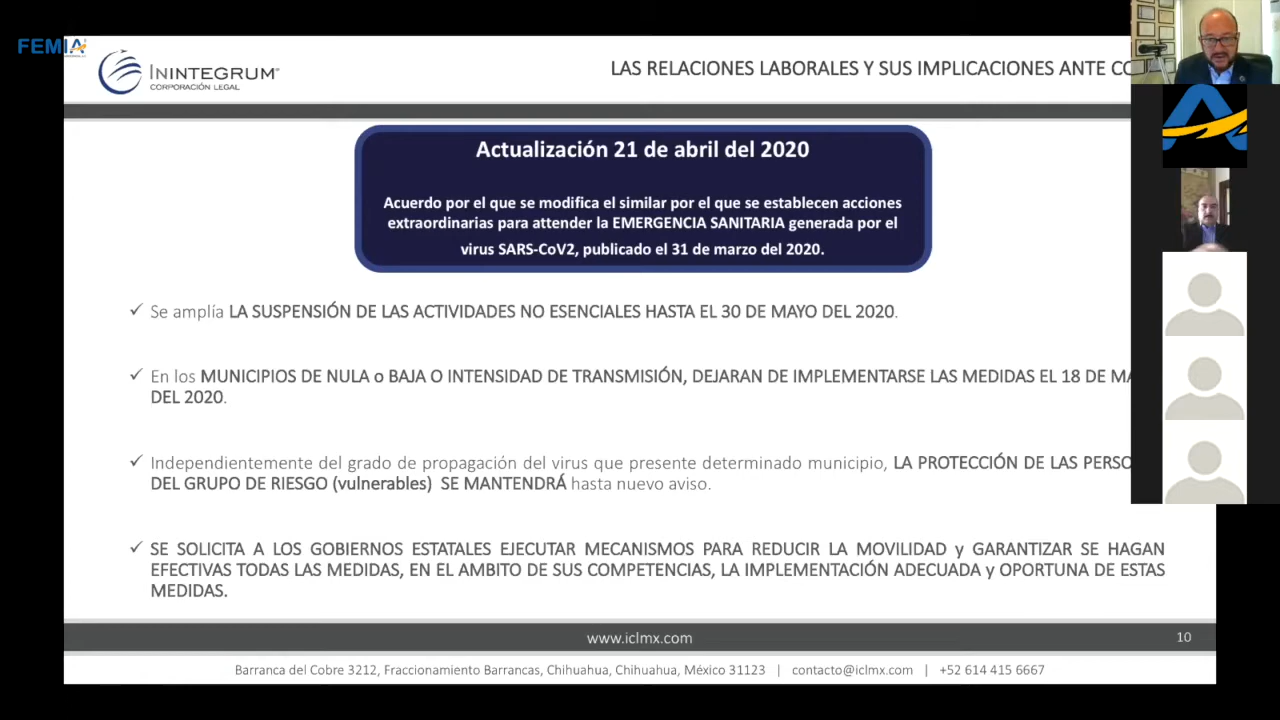 FEMIA
ININTEGRUM
CORPORACIÓN LEGAL
LAS RELACIONES LABORALES Y SUS IMPLICACIONES ANTE
Actualización 21 de abril del 2020
Acuerdo por el que se modifica el similar por el que se establecen acciones
extraordinarias para attender la EMERGENCIA SANITARIA generada por el
virus SARS-CoV2, publicado el 31 de marzo del 2020.
✓ Se amplía LA SUSPENSIÓN DE LAS ACTIVIDADES NO ESENCIALES HASTA EL 30 DE MAYO DEL 2020.
✓ En los MUNICIPIOS DE NULA o BAJA O INTENSIDAD DE TRANSMISIÓN, DEJARAN DE IMPLEMENTARSE LAS MEDIDAS EL 18 DE
DEL 2020.
✓ Independientemente del grado de propagación del virus que presente determinado municipio, LA PROTECCIÓN DE LAS
DEL GRUPO DE RIESGO (vulnerables) SE MANTENDRÁ hasta nuevo aviso.
✓ SE SOLICITA A LOS GOBIERNOS ESTATALES EJECUTAR MECANISMOS PARA REDUCIR LA MOVILIDAD y GARANTIZAR SE HAGAN
EFECTIVAS TODAS LAS MEDIDAS, EN EL AMBITO DE SUS COMPETENCIAS, LA IMPLEMENTACIÓN ADECUADA y OPORTUNA DE ESTAS
MEDIDAS.
www.iclmx.com
10
Barranca del Cobre 3212, Fraccionamiento Barrancas, Chihuahua, Chihuahua, México 31123 | contacto@iclmx.com | +52 614 415 6667